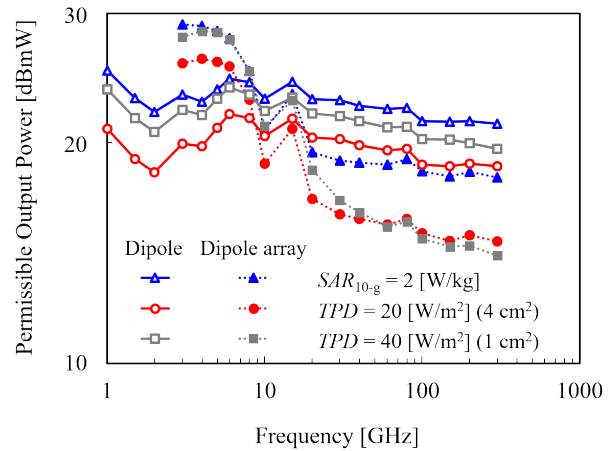 30
20
10
1
10
100
1000
Permissible Output Power [dBmW]
Frequency [GHz]
Dipole Dipole array
SAR10-g = 2 [W/kg]
TPD = 20 [W/m²] (4 cm²)
TPD = 40 [W/m²] (1 cm²)